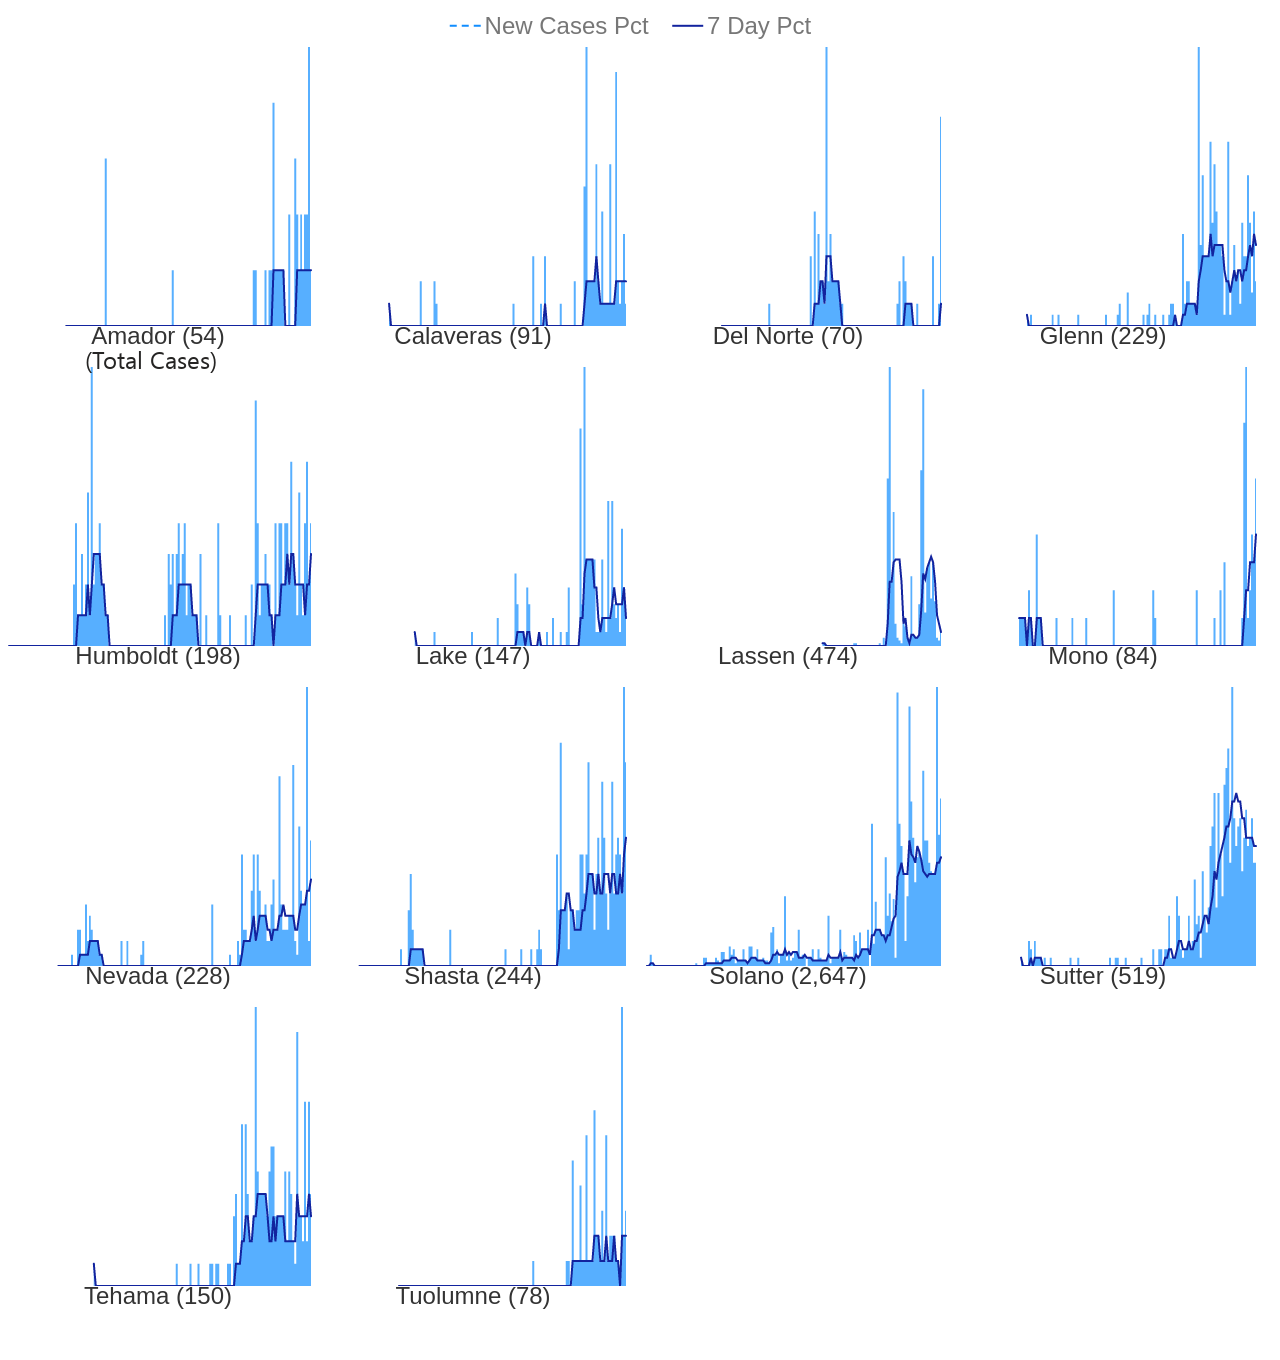 New Cases Pct 7 Day Pct
Amador (54) Calaveras (91) Del Norte (70) Glenn (229)
(Total Cases)
Humboldt (198) Lake (147) Lassen (474) Mono (84)
Nevada (228) Shasta (244) Solano (2,647) Sutter (519)
Tehama (150) Tuolumne (78)